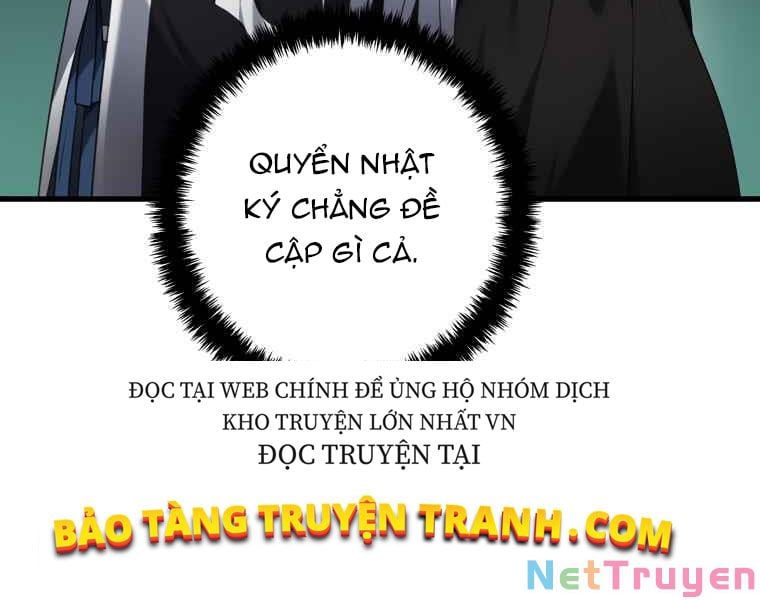 QUYỂN NHẬT
KÝ CHẲNG ĐỀ
CẬP GÌ CẢ.
ĐỌC TẠI WEB CHÍNH ĐỂ ỦNG HỘ NHÓM DỊCH
KHO TRUYỆN LỚN NHẤT VN
ĐỌC TRUYỆN TẠI
BẢO TÀNG TRUYỆN TRANH.COM
NetTruyen